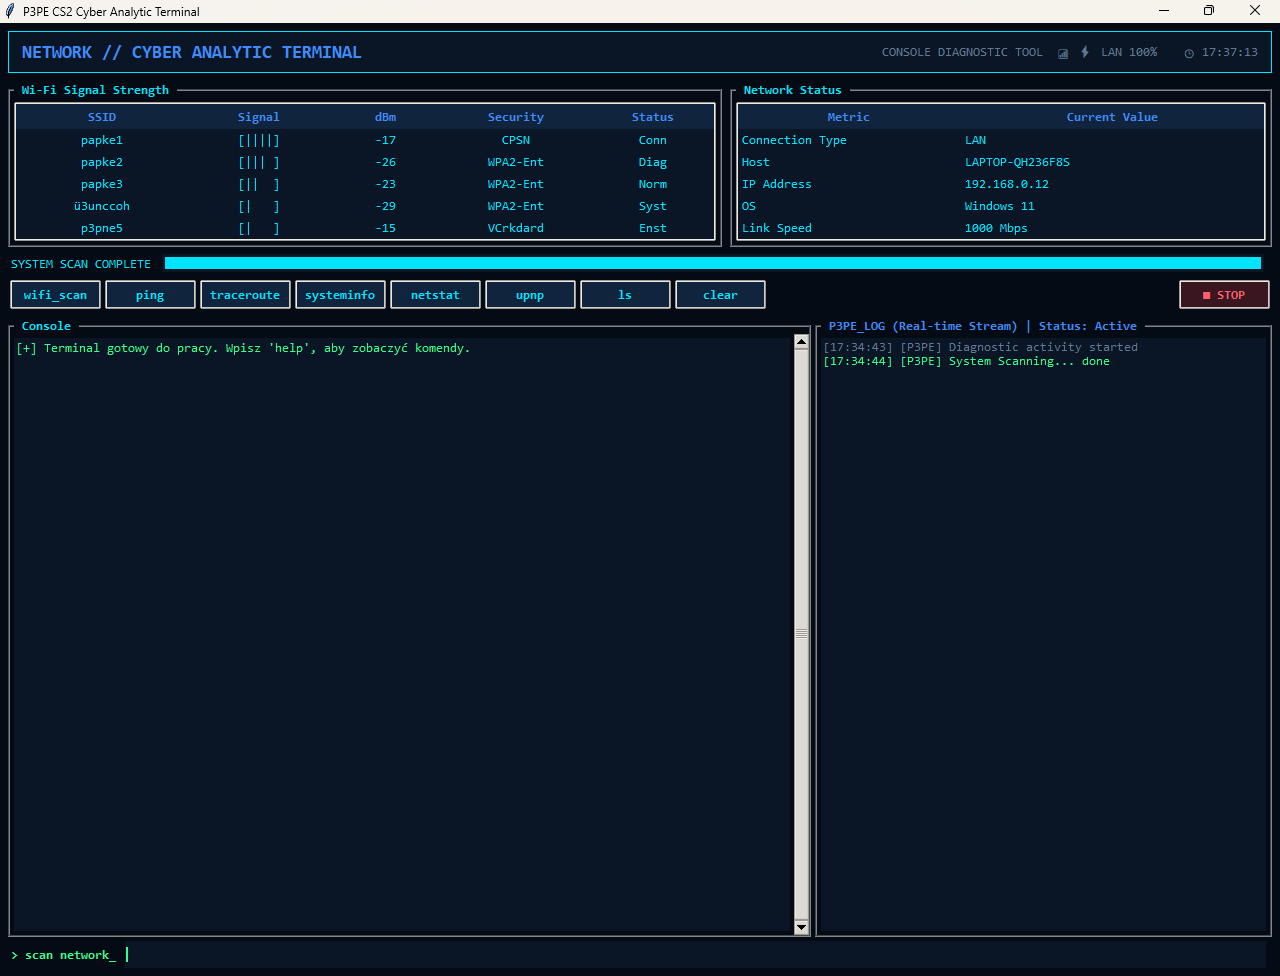 P3PE CS2 Cyber Analytic Terminal
NETWORK // CYBER ANALYTIC TERMINAL
CONSOLE DIAGNOSTIC TOOL LAN 100% 17:37:13
Wi-Fi Signal Strength
SSID Signal dBm Security Status
papke1 [||||] -17 CPSN Conn
papke2 [||| ] -26 WPA2-Ent Diag
papke3 [||  ] -23 WPA2-Ent Norm
ü3unccoh [|   ] -29 WPA2-Ent Syst
p3pne5 [|   ] -15 VCrkdard Enst
Network Status
Metric Current Value
Connection Type LAN
Host LAPTOP-QH236F8S
IP Address 192.168.0.12
OS Windows 11
Link Speed 1000 Mbps
SYSTEM SCAN COMPLETE
wifi_scan ping traceroute systeminfo netstat upnp ls clear ■ STOP
Console
[+] Terminal gotowy do pracy. Wpisz 'help', aby zobaczyć komendy.
P3PE_LOG (Real-time Stream) | Status: Active
[17:34:43] [P3PE] Diagnostic activity started
[17:34:44] [P3PE] System Scanning... done
> scan network_